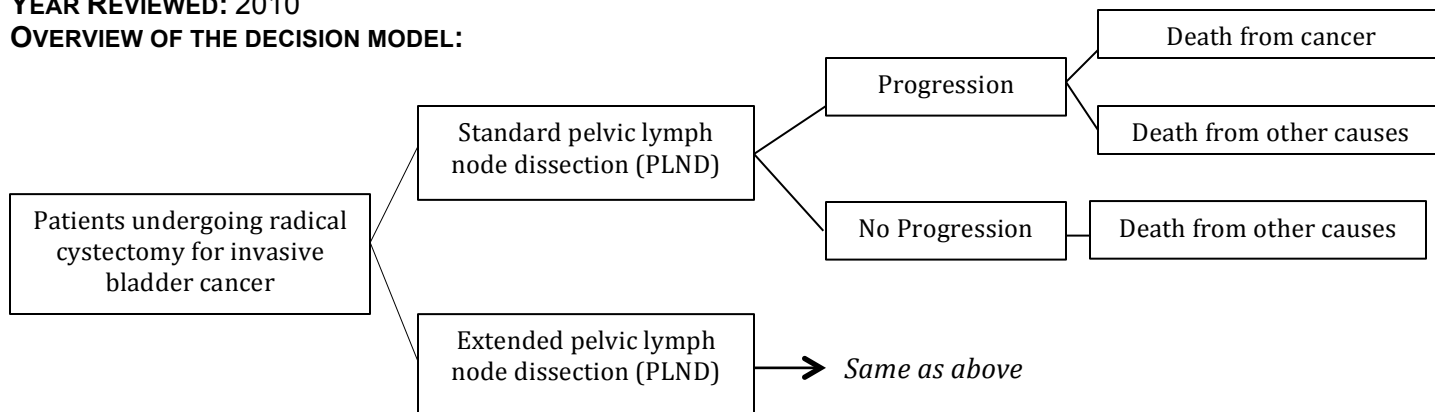 YEAR REVIEWED: 2010
OVERVIEW OF THE DECISION MODEL:
Patients undergoing radical
cystectomy for invasive
bladder cancer
Standard pelvic lymph
node dissection (PLND)
Progression
Death from cancer
Death from other causes
No Progression
Death from other causes
Extended pelvic lymph
node dissection (PLND)
Same as above